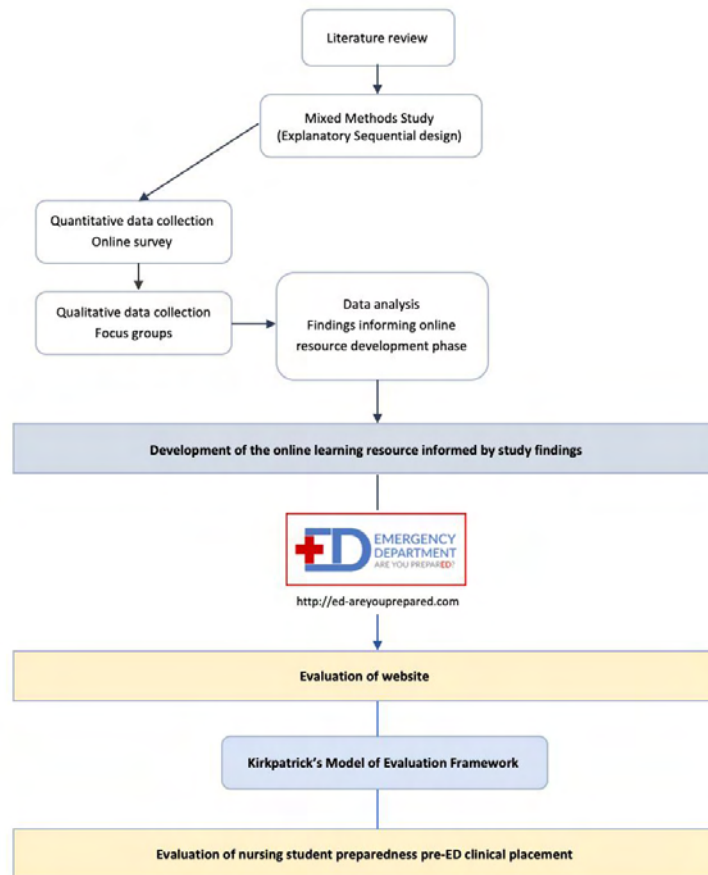 Literature review
Mixed Methods Study
(Explanatory Sequential design)
Quantitative data collection
Online survey
Qualitative data collection
Focus groups
Data analysis
Findings informing online
resource development phase
Development of the online learning resource informed by study findings
ED EMERGENCY
DEPARTMENT
ARE YOU PREPARED?
http://ed-areyouprepared.com
Evaluation of website
Kirkpatrick's Model of Evaluation Framework
Evaluation of nursing student preparedness pre-ED clinical placement